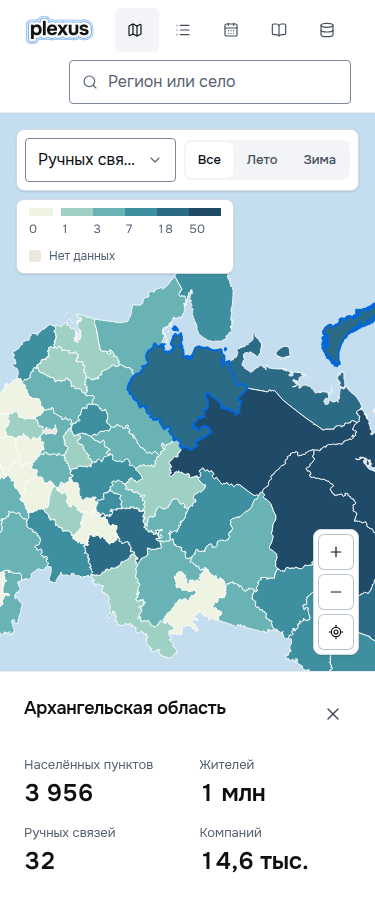 plexus
Регион или село
Ручных свя...
Все
Лето
Зима
0 1 3 7 18 50
Нет данных
Архангельская область
Населённых пунктов
Жителей
3 956
1 млн
Ручных связей
Компаний
32
14,6 тыс.